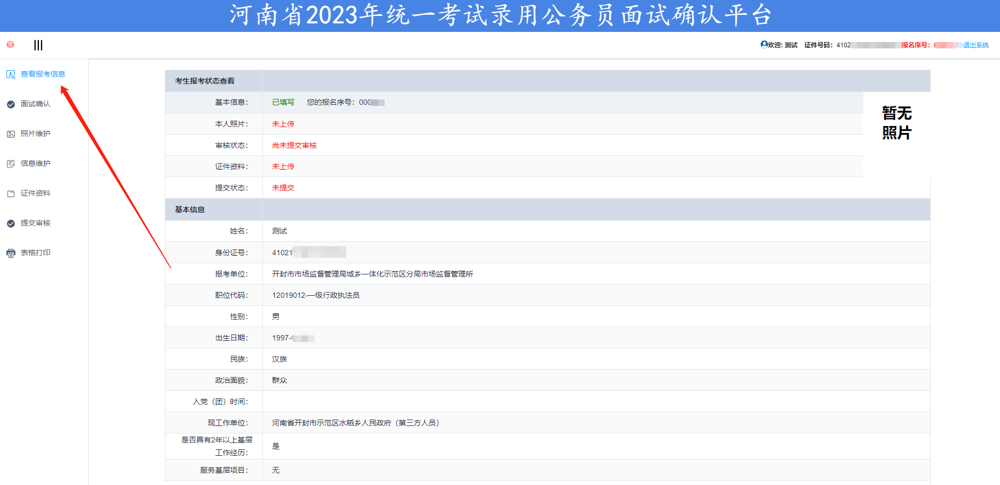 河南省2023年统一考试录用公务员面试确认平台
欢迎: 测试 证件号码: 4102 报名序号: 退出系统
查看报考信息
面试确认
照片维护
信息维护
证件资料
提交审核
表格打印
考生报考状态查看
基本信息: 已填写 您的报名序号: 000
本人照片: 未上传
审核状态: 尚未提交审核
证件资料: 未上传
提交状态: 未提交
暂无
照片
基本信息
姓名: 测试
身份证号: 41021
报考单位: 开封市市场监督管理局城乡一体化示范区分局市场监督管理所
职位代码: 12019012-一级行政执法员
性别: 男
出生日期: 1997-
民族: 汉族
政治面貌: 群众
入党（团）时间:
现工作单位: 河南省开封市示范区水稻乡人民政府（第三方人员）
是否具有2年以上基层
工作经历: 是
服务基层项目: 无